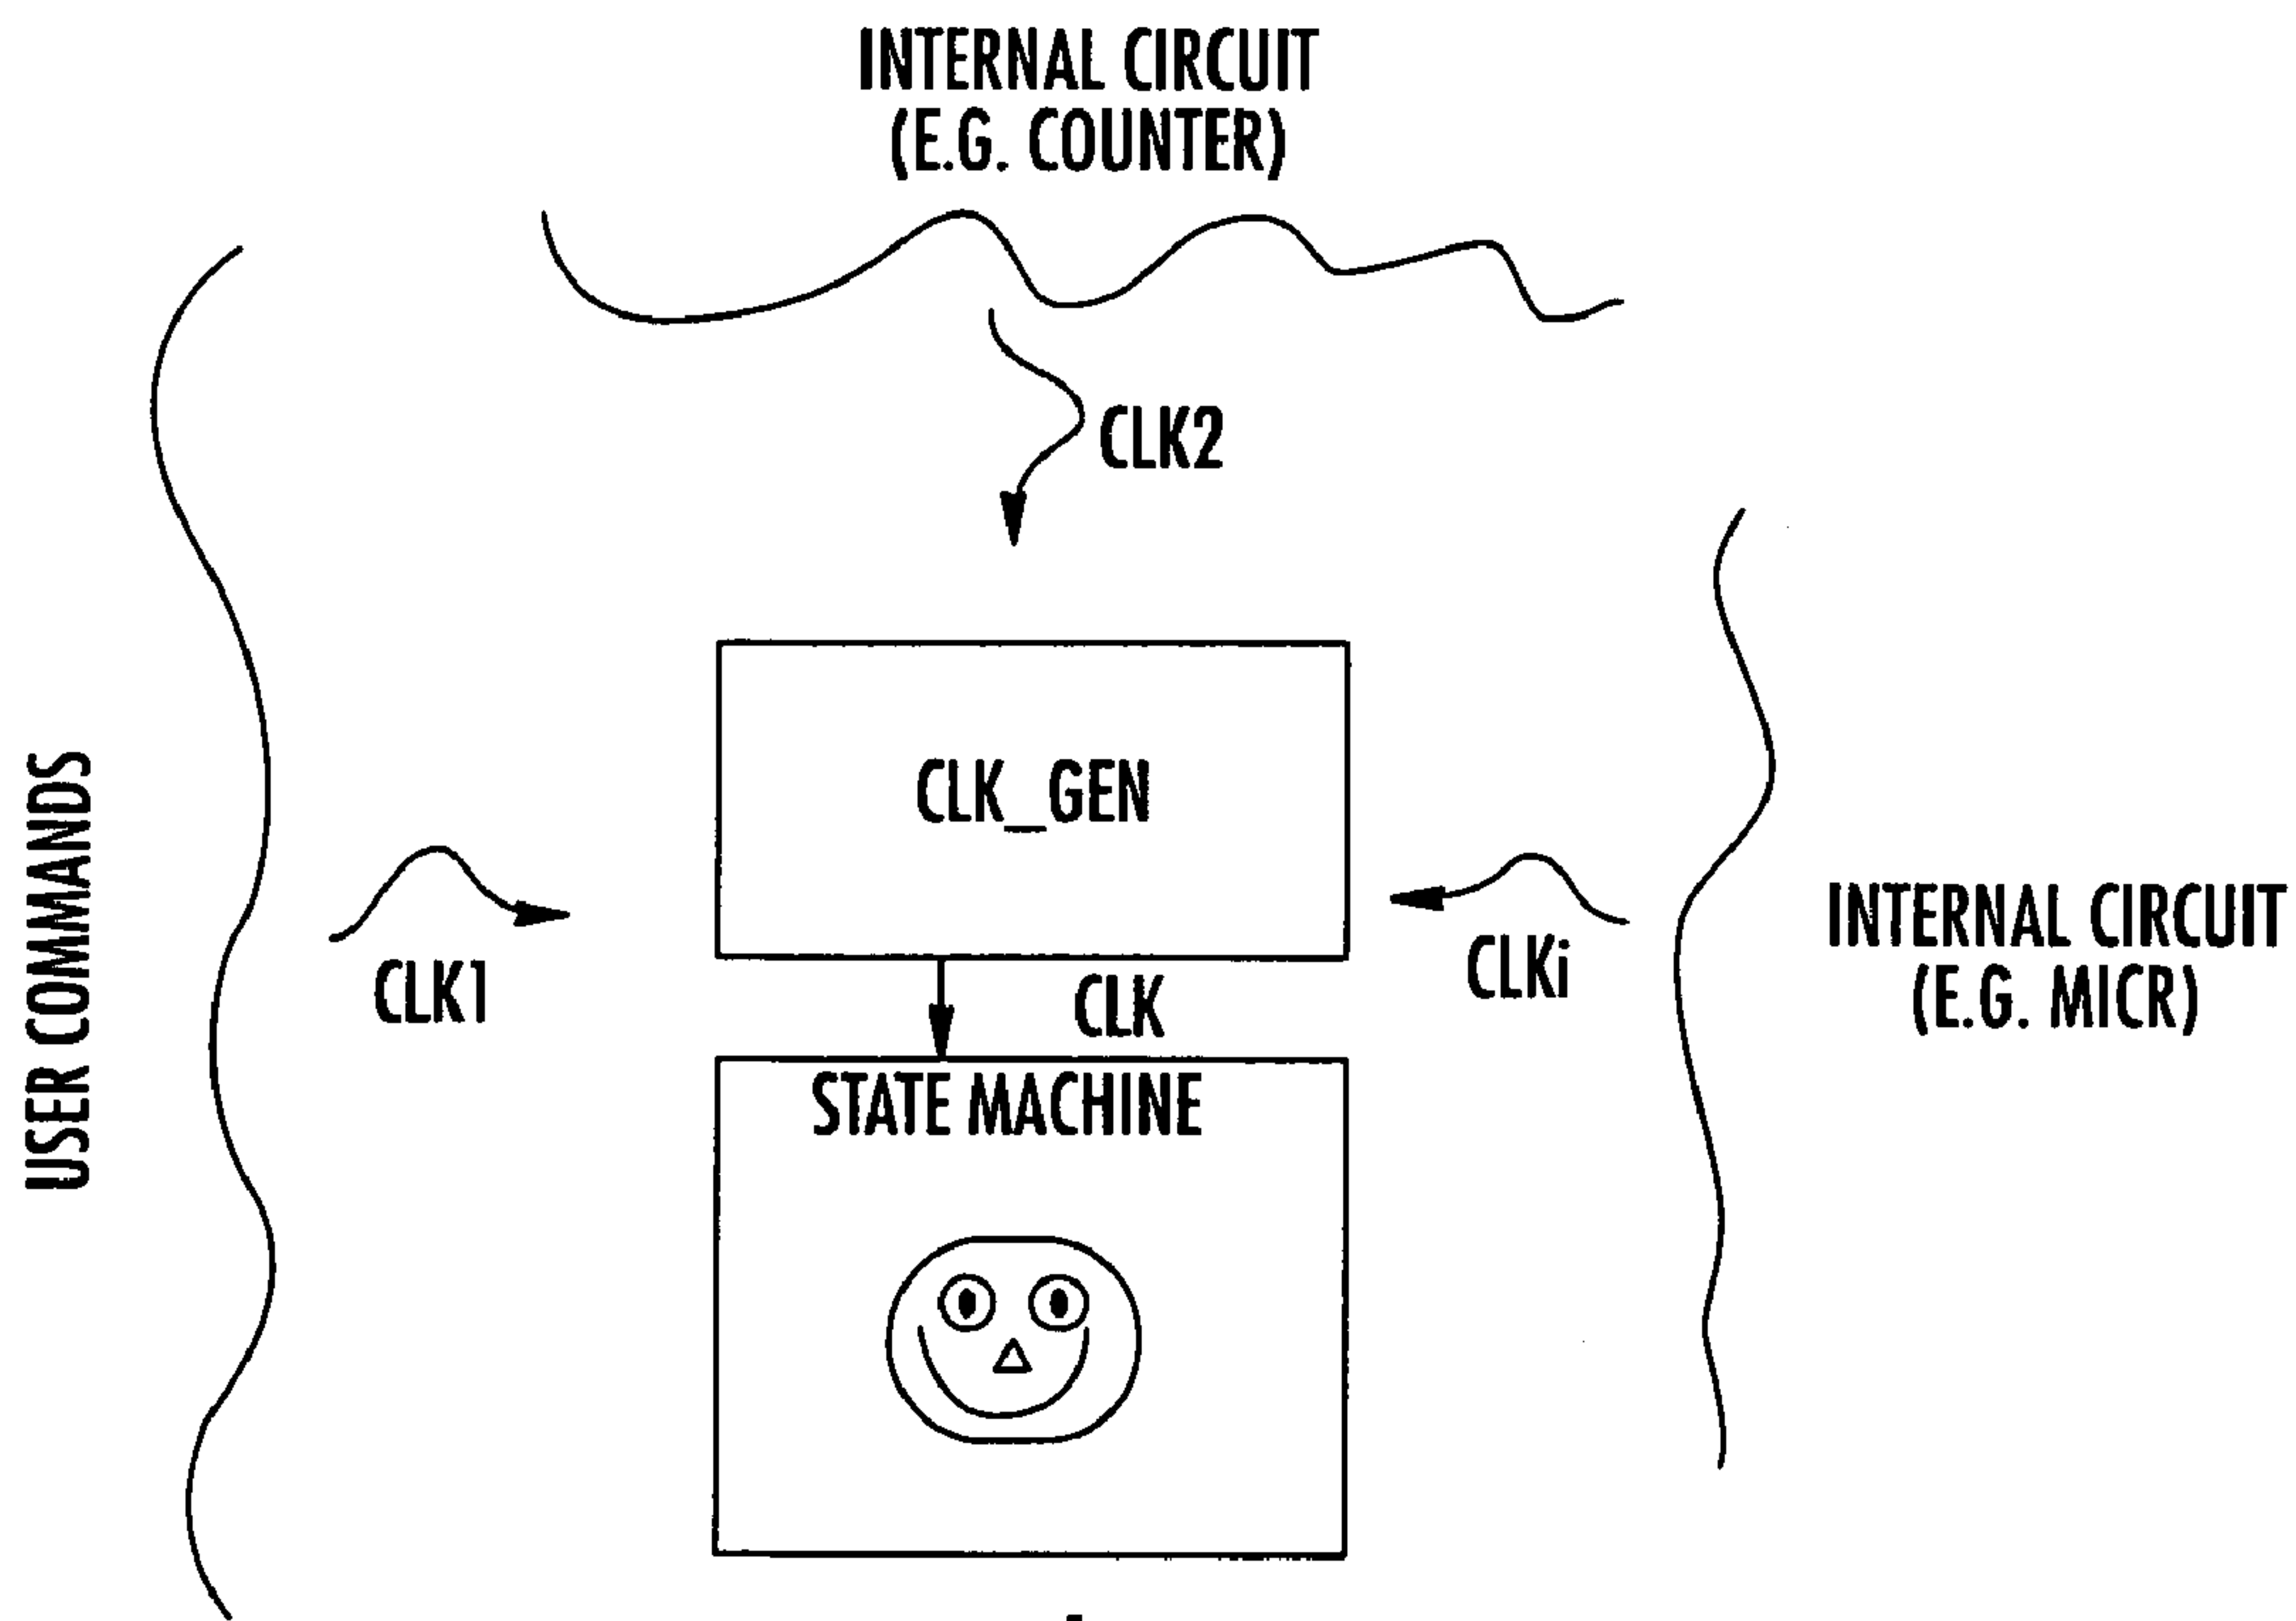 INTERNAL CIRCUIT
(E.G. COUNTER)
CLK2
USER COMMANDS
CLK_GEN
CLK1
CLKi
INTERNAL CIRCUIT
(E.G. MICR)
CLK
STATE MACHINE